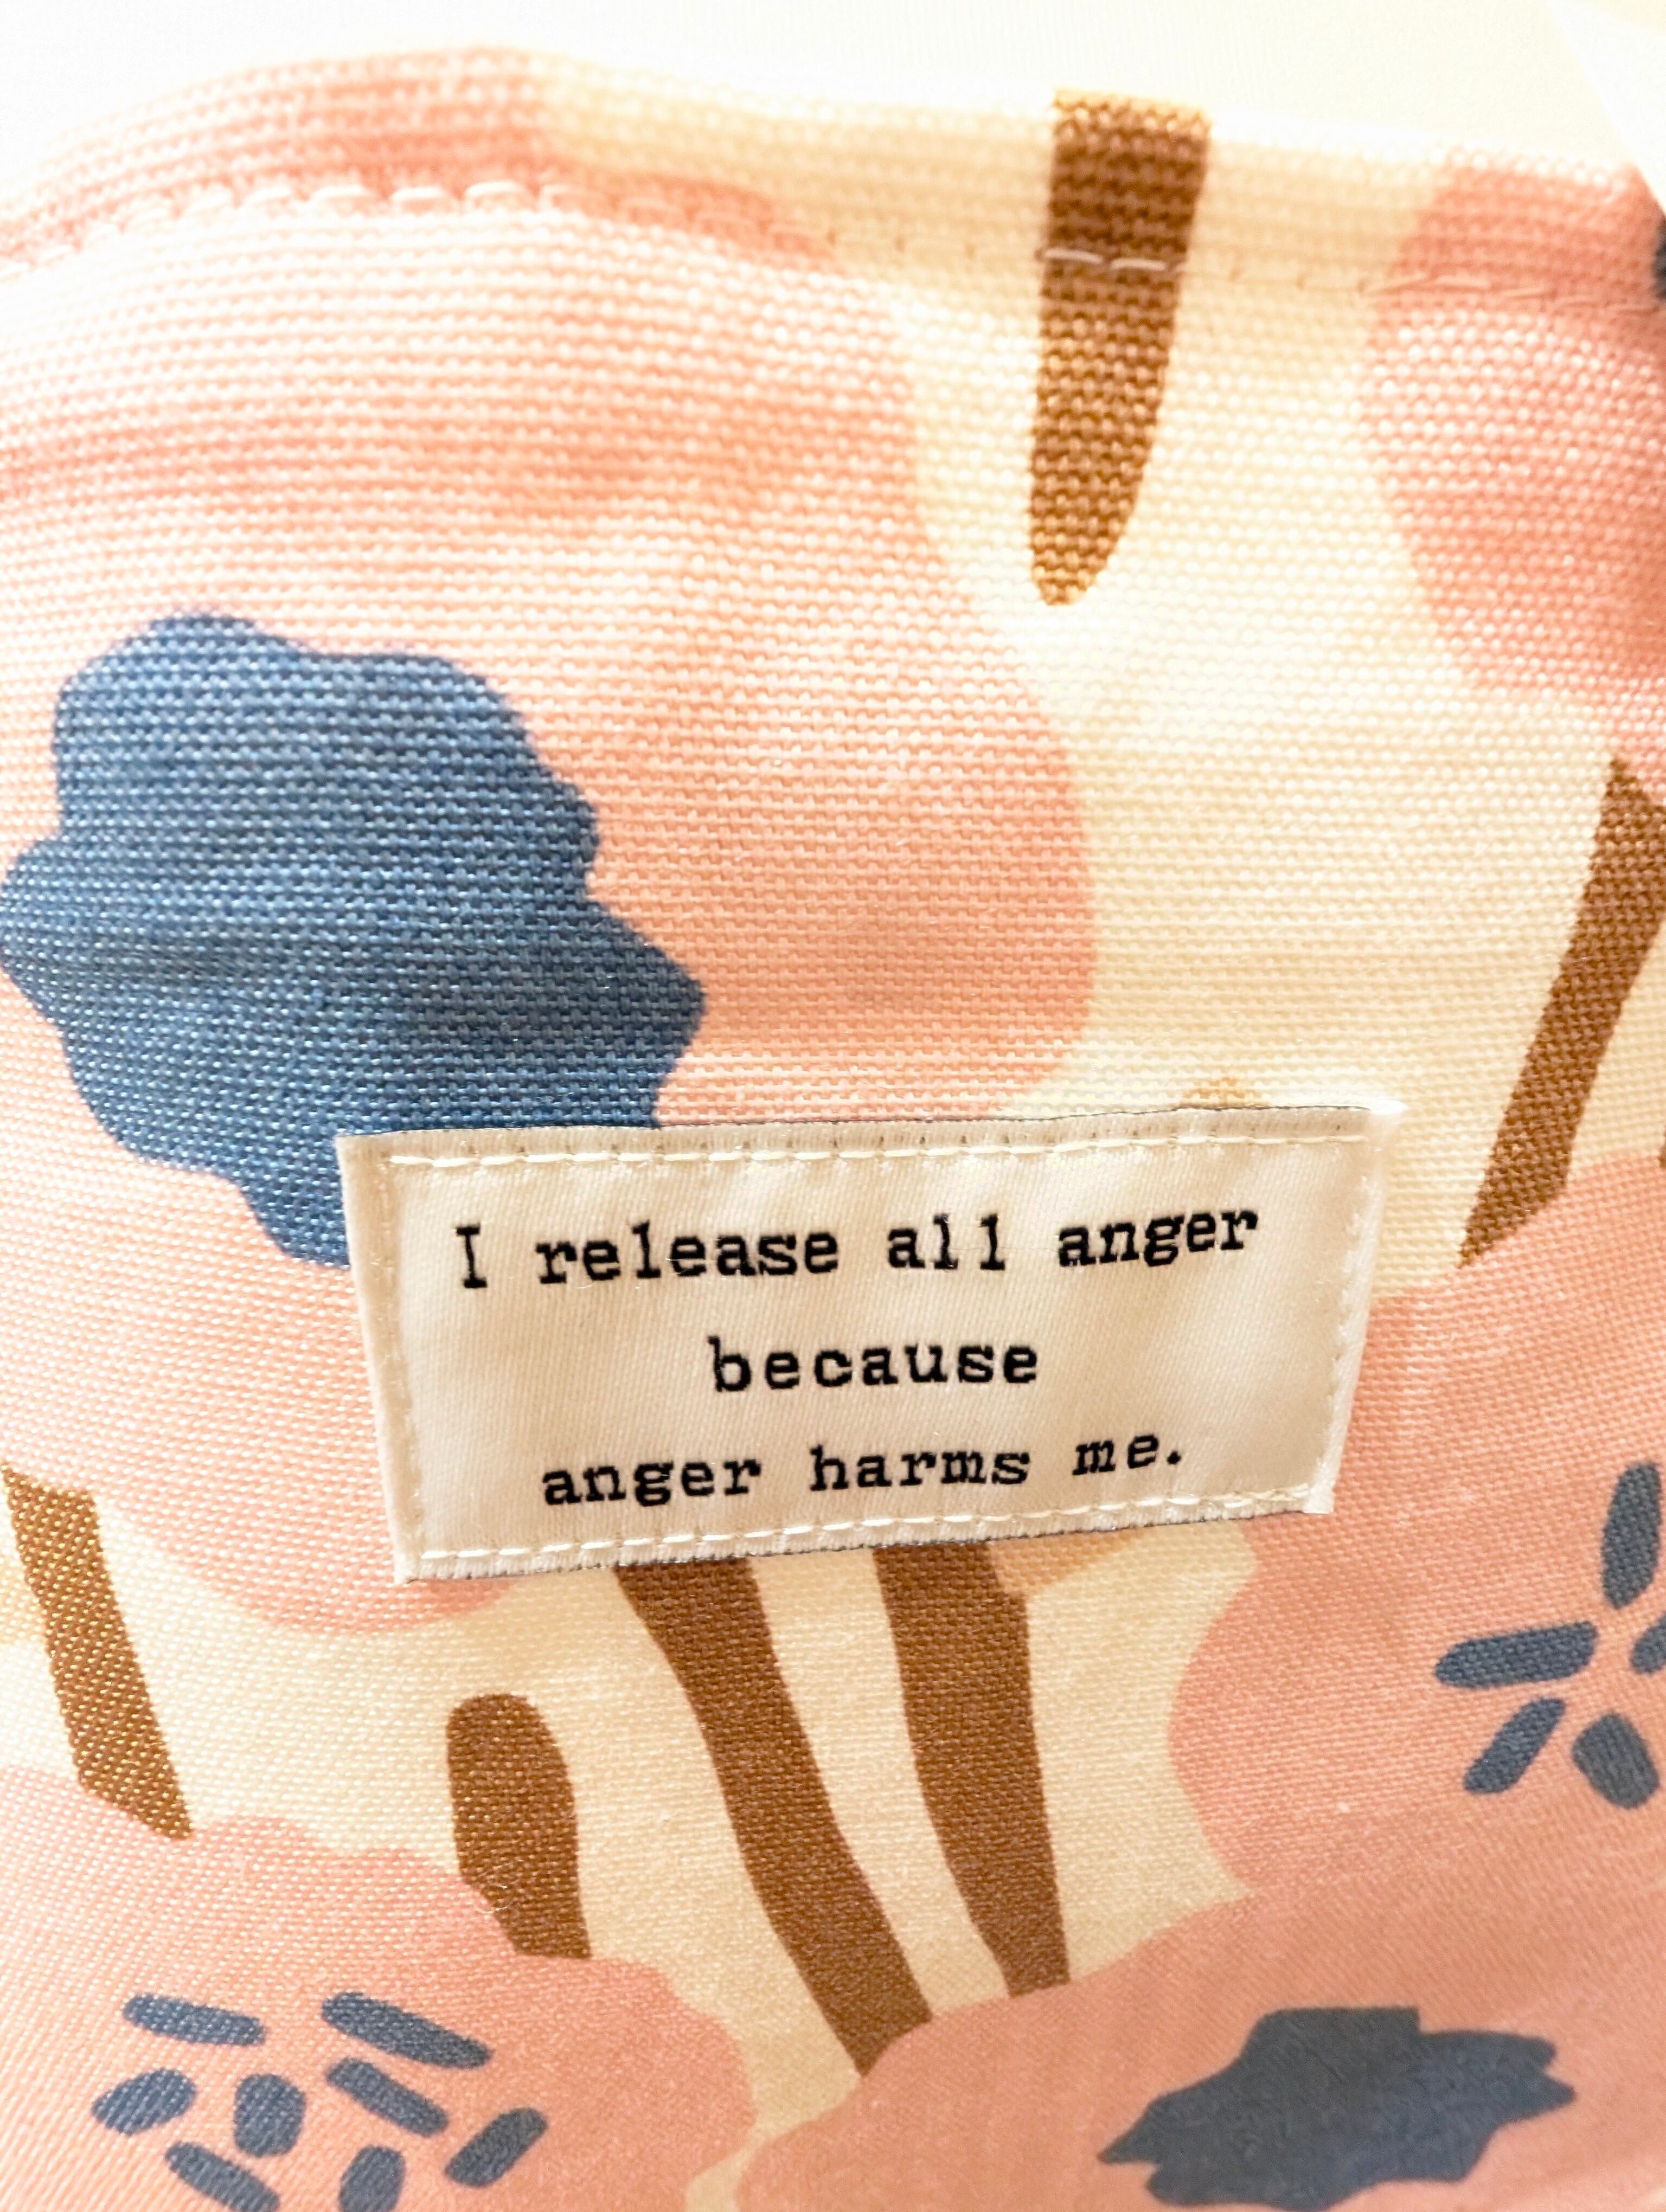 I release all anger
because
anger harms me.